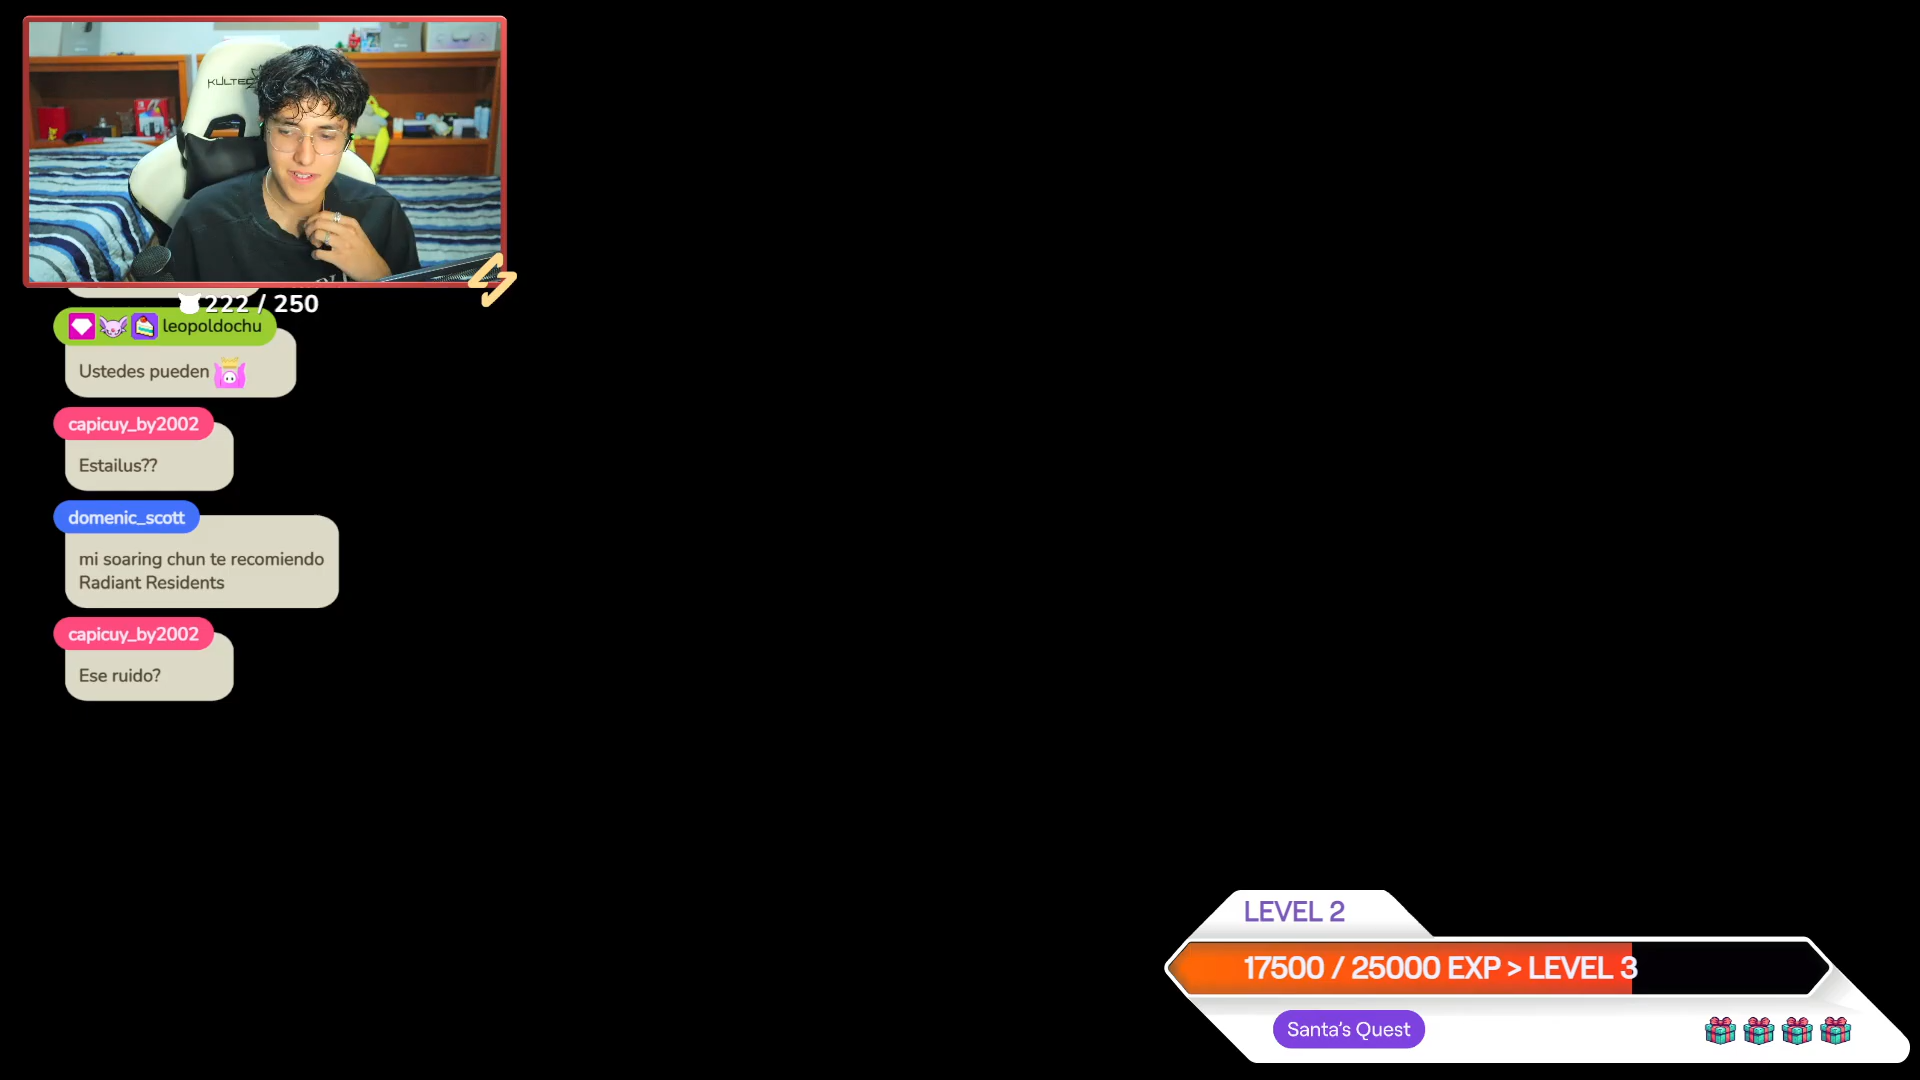 KULTEC
222 / 250
leopoldochu
Ustedes pueden
capicuy_by2002
Estailus??
domenic_scott
mi soaring chun te recomiendo
Radiant Residents
capicuy_by2002
Ese ruido?
LEVEL 2
17500 / 25000 EXP > LEVEL 3
Santa's Quest